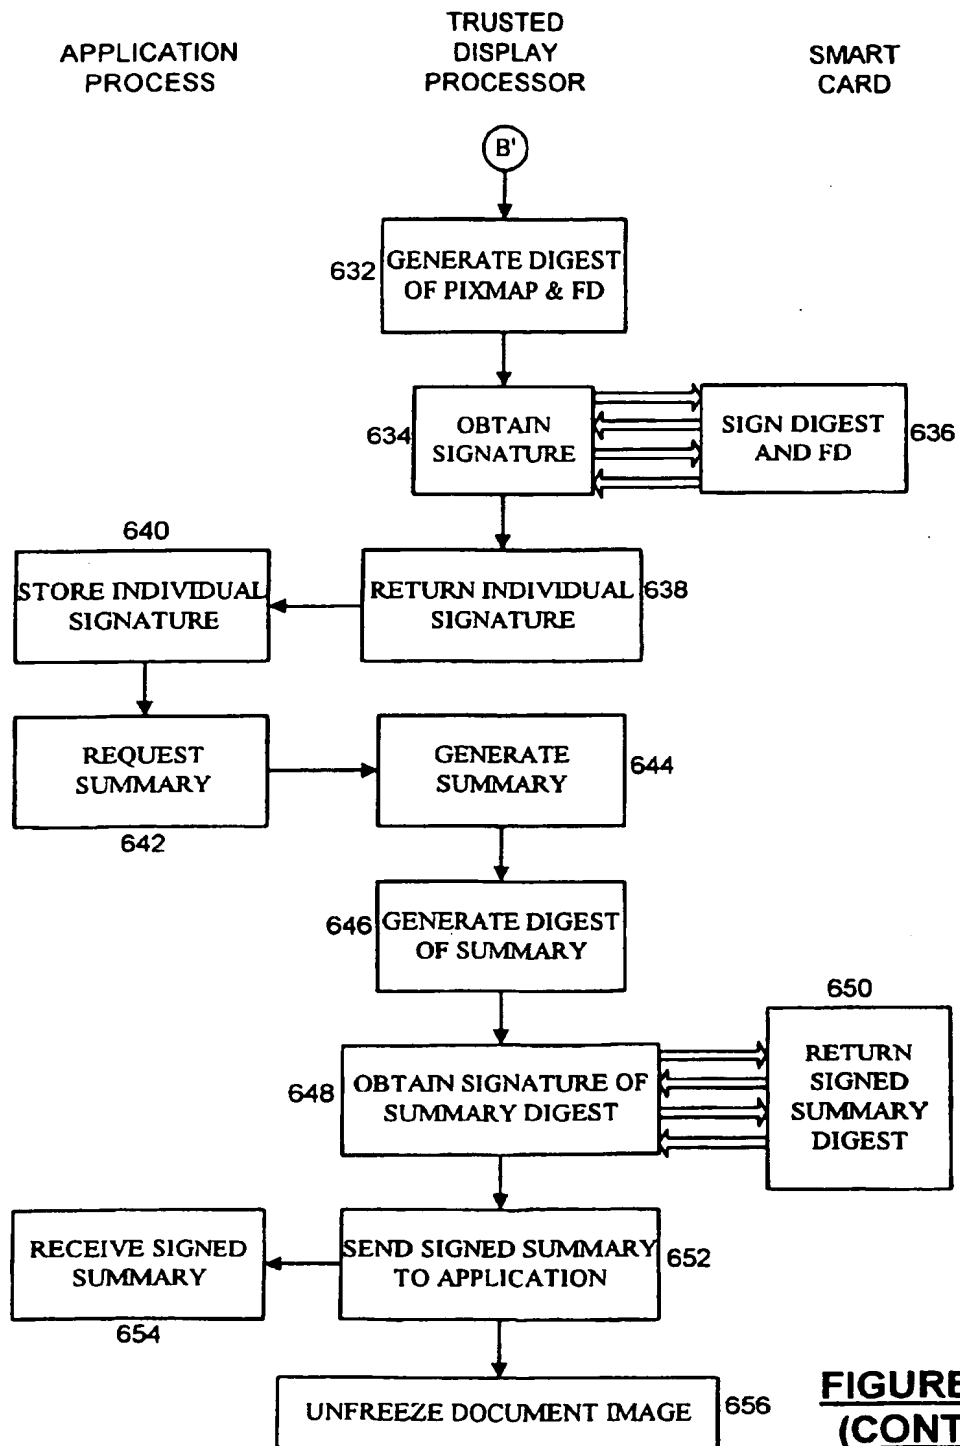 APPLICATION
PROCESS
TRUSTED
DISPLAY
PROCESSOR
SMART
CARD
B'
632
GENERATE DIGEST
OF PIXMAP & FD
634
OBTAIN
SIGNATURE
SIGN DIGEST
AND FD
636
640
STORE INDIVIDUAL
SIGNATURE
RETURN INDIVIDUAL
SIGNATURE
638
REQUEST
SUMMARY
642
GENERATE
SUMMARY
644
646
GENERATE DIGEST
OF SUMMARY
648
OBTAIN SIGNATURE OF
SUMMARY DIGEST
650
RETURN
SIGNED
SUMMARY
DIGEST
RECEIVE SIGNED
SUMMARY
654
SEND SIGNED SUMMARY
TO APPLICATION
652
UNFREEZE DOCUMENT IMAGE
656
FIGURE
(CONT